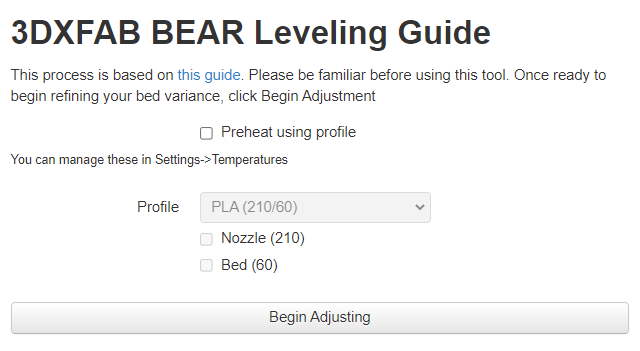 3DXFAB BEAR Leveling Guide
This process is based on this guide. Please be familiar before using this tool. Once ready to
begin refining your bed variance, click Begin Adjustment
Preheat using profile
You can manage these in Settings->Temperatures
Profile PLA (210/60)
Nozzle (210)
Bed (60)
Begin Adjusting